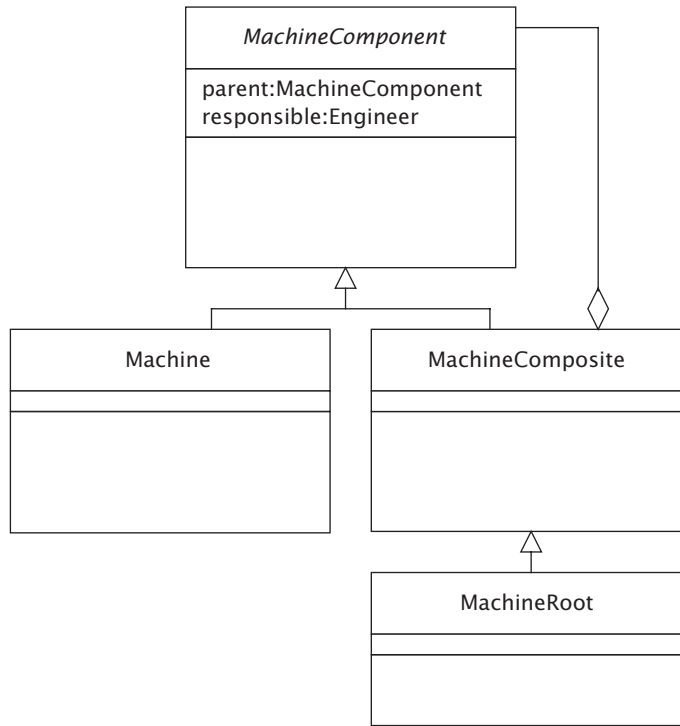 MachineComponent
parent:MachineComponent
responsible:Engineer
Machine
MachineComposite
MachineRoot